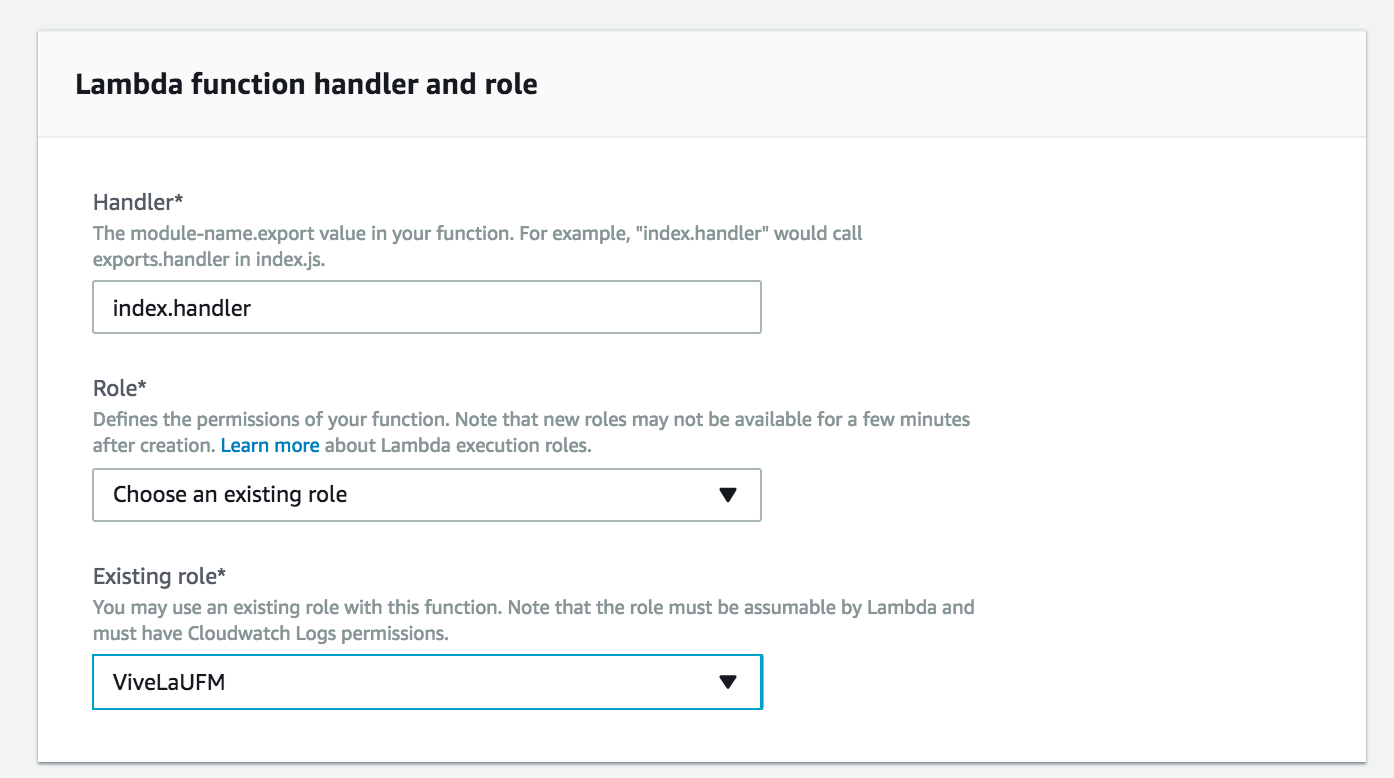 Lambda function handler and role
Handler*
The module-name.export value in your function. For example, "index.handler" would call
exports.handler in index.js.
index.handler
Role*
Defines the permissions of your function. Note that new roles may not be available for a few minutes
after creation. Learn more about Lambda execution roles.
Choose an existing role
Existing role*
You may use an existing role with this function. Note that the role must be assumable by Lambda and
must have Cloudwatch Logs permissions.
ViveLaUFM